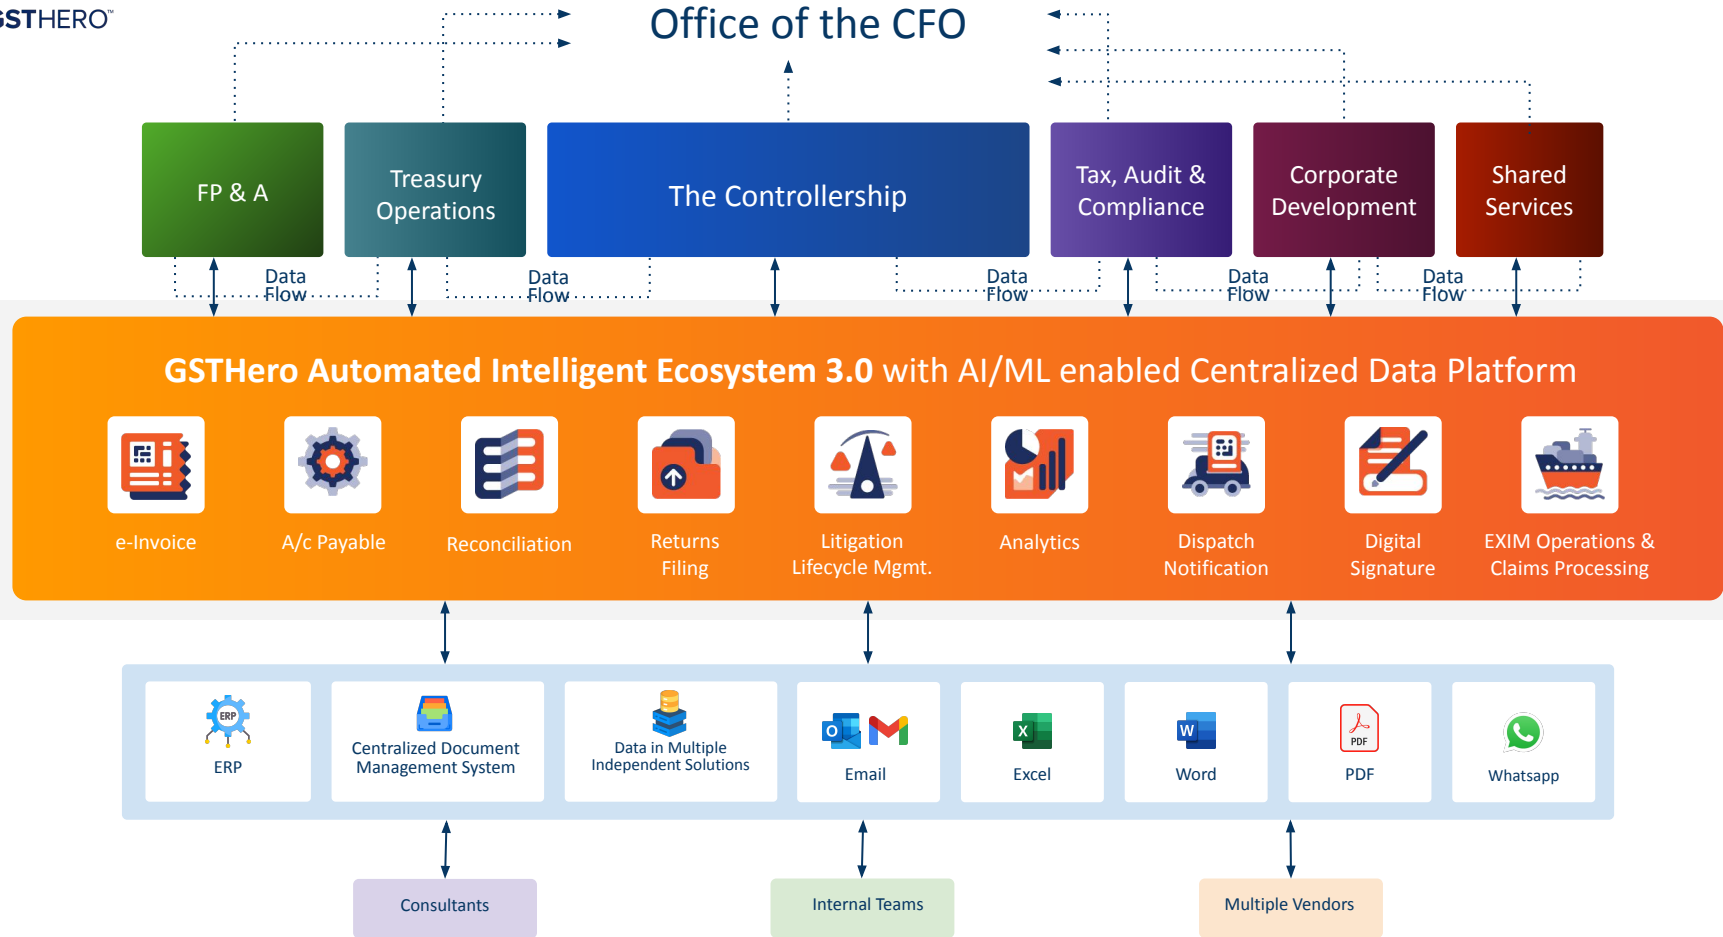 GSTHERO™
Office of the CFO
FP & A
Treasury
Operations
The Controllership
Tax, Audit &
Compliance
Corporate
Development
Shared
Services
Data
Flow
Data
Flow
Data
Flow
Data
Flow
Data
Flow
GSTHero Automated Intelligent Ecosystem 3.0 with AI/ML enabled Centralized Data Platform
e-Invoice
A/c Payable
Reconciliation
Returns
Filing
Litigation
Lifecycle Mgmt.
Analytics
Dispatch
Notification
Digital
Signature
EXIM Operations &
Claims Processing
ERP
ERP
Centralized Document
Management System
Data in Multiple
Independent Solutions
O
Email
X
Excel
W
Word
PDF
PDF
Whatsapp
Consultants
Internal Teams
Multiple Vendors